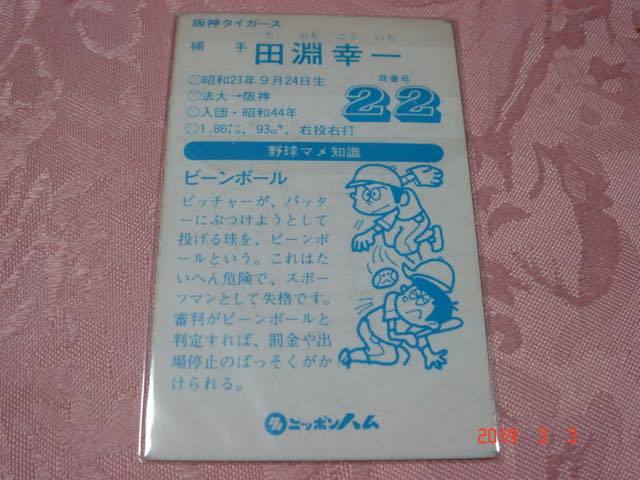 阪神タイガース
た ぶち こう いち
捕手 田淵幸一
昭和21年9月24日生
背番号
法大→阪神
22
入団・昭和44年
1.86メートル, 93キロ, 右投右打
野球マメ知識
ビーンボール
ピッチャーが、バッタ
ーにぶつけようとして
投げる球を、ビーンボ
ールという。これはた
いへん危険で、スポー
ツマンとして失格です。
審判がビーンボールと
判定すれば、罰金や出
場停止のばっそくがか
けられる。
ニッポンハム
2019 3 3